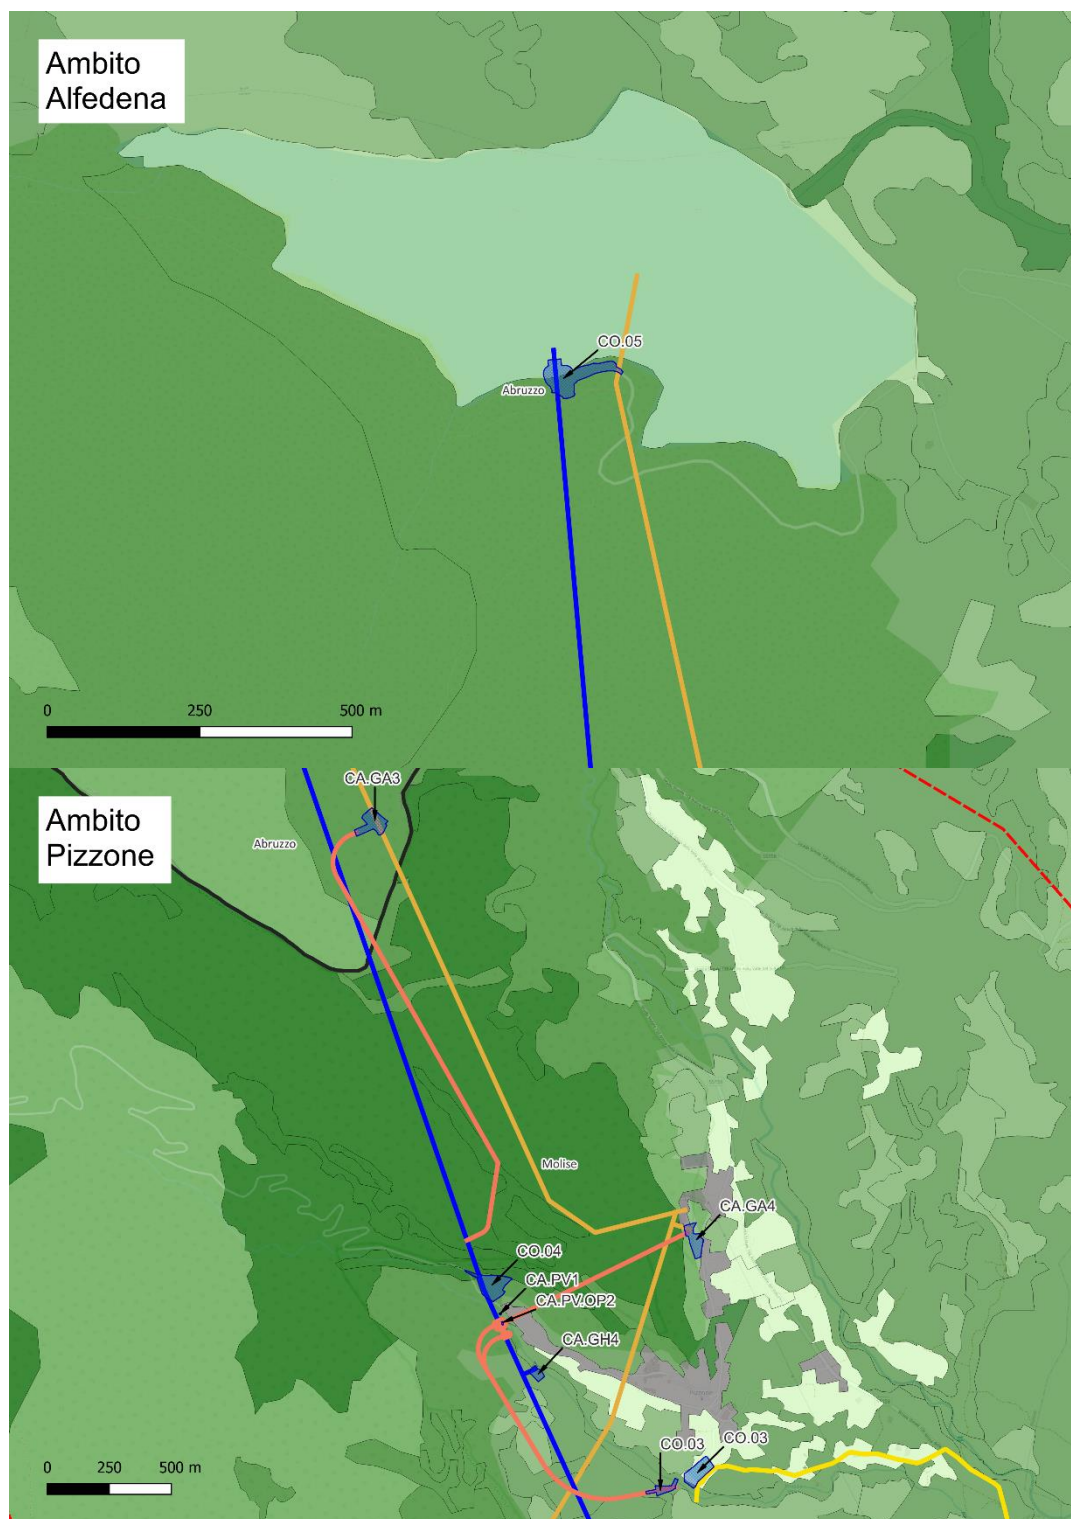 Ambito
Alfedena
CO.05
Abruzzo
0 250 500 m
CA.GA3
Ambito
Pizzone
Abruzzo
Molise
CA.GA4
CO.04
CA.PV1
CA.PV.OP2
CA.GH4
CO.03
CO.03
0 250 500 m